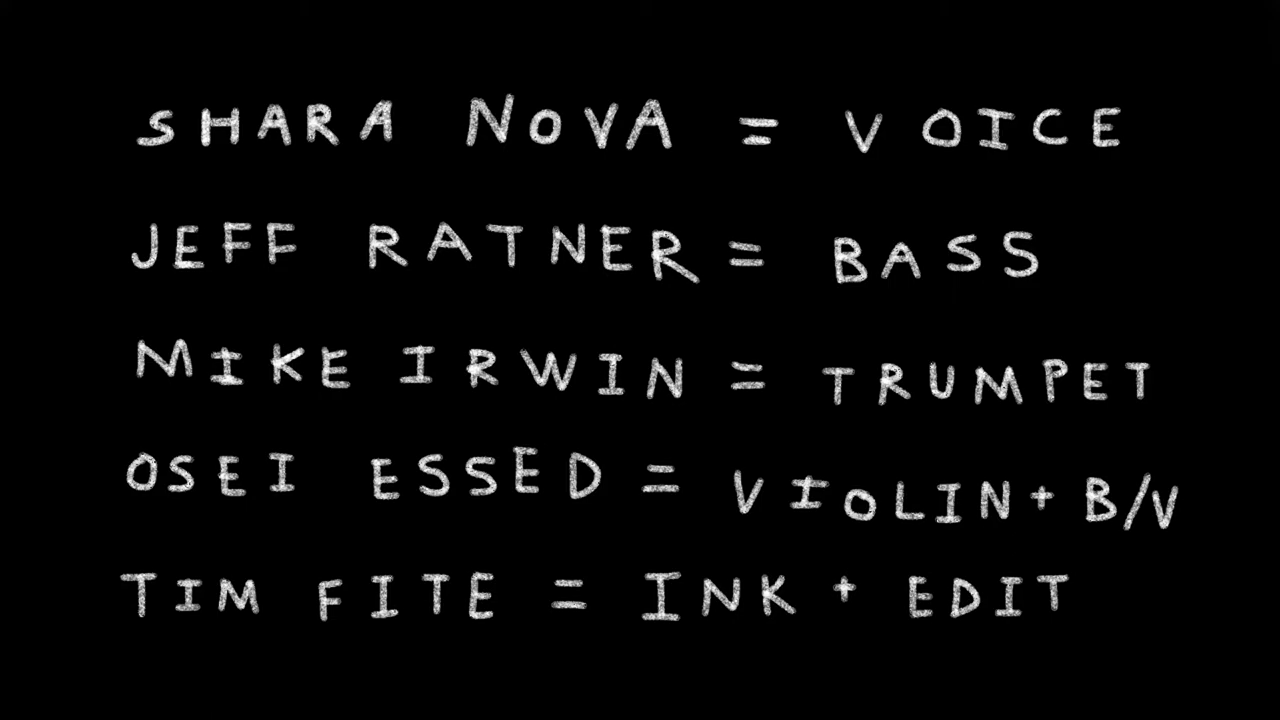 SHARA NOVA = VOICE
JEFF RATNER = BASS
MIKE IRWIN = TRUMPET
OSEI ESSED = VIOLIN + B/V
TIM FITE = INK + EDIT